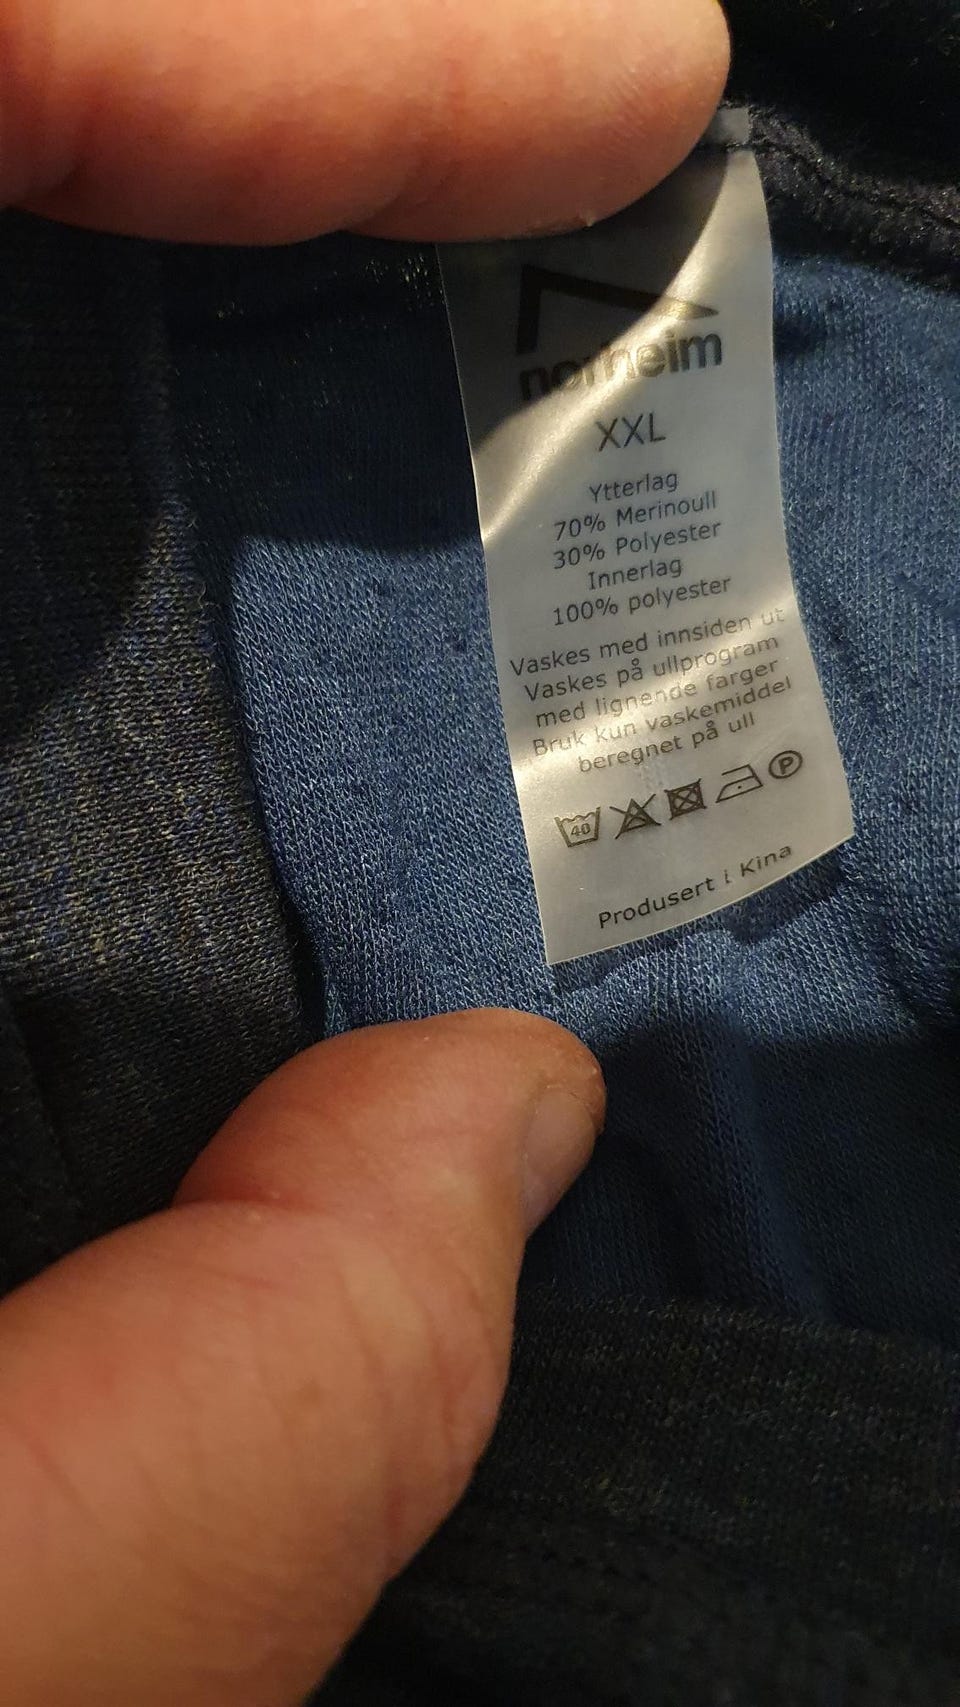 norheim
XXL
Ytterlag
70% Merinoull
30% Polyester
Innerlag
100% polyester
Vaskes med innsiden ut
Vaskes på ullprogram
med lignende farger
Bruk kun vaskemiddel
beregnet på ull
40
P
Produsert i Kina